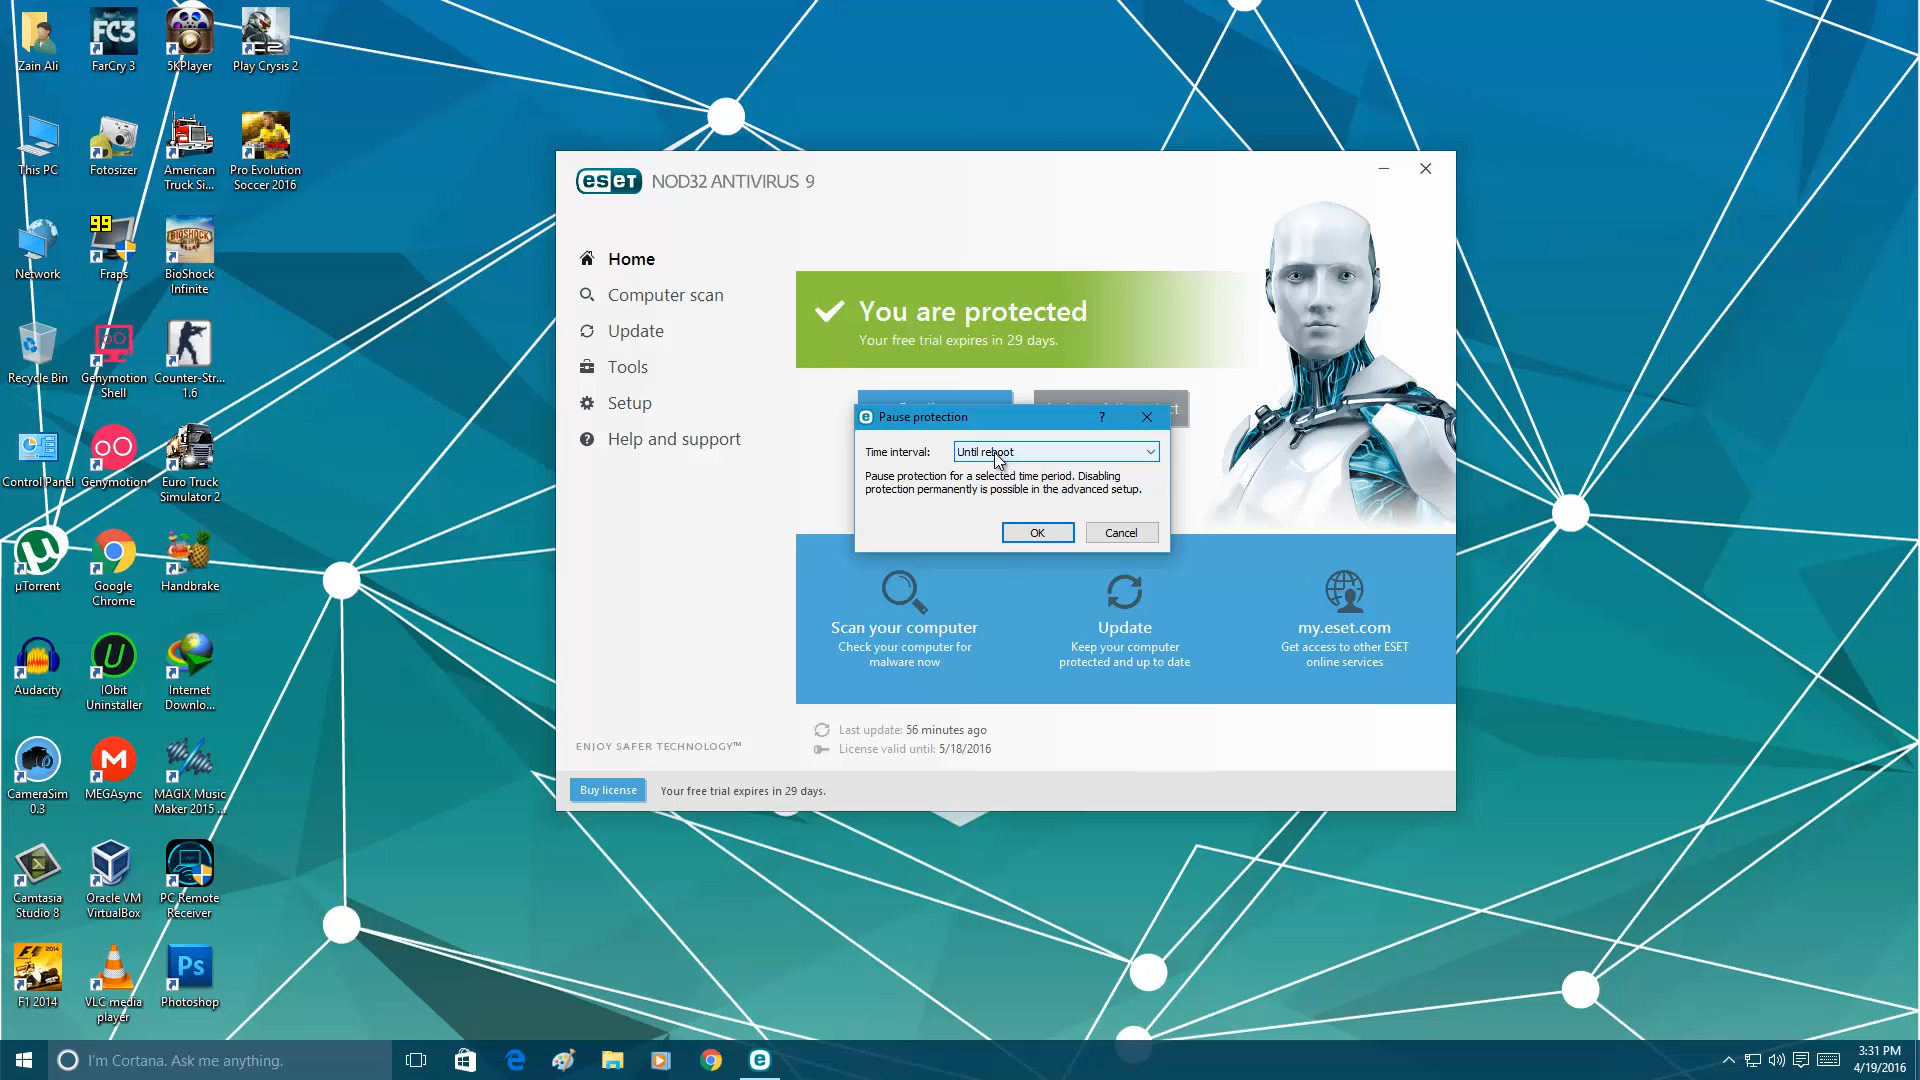 Zain Ali
FarCry 3
5KPlayer
Play Crysis 2
This PC
Fotosizer
American
Truck Si...
Pro Evolution
Soccer 2016
99
Network
Fraps
BioShock
Infinite
Recycle Bin
Genymotion
Shell
Counter-Str...
1.6
Control Panel
Genymotion
Euro Truck
Simulator 2
µTorrent
Google
Chrome
Handbrake
Audacity
IObit
Uninstaller
Internet
Downlo...
CameraSim
0.3
MEGAsync
MAGIX Music
Maker 2015 ...
Camtasia
Studio 8
Oracle VM
VirtualBox
PC Remote
Receiver
F1 2014
VLC media
player
Photoshop
FC3
BIOSHOCK
Ps
eset NOD32 ANTIVIRUS 9
Home
Computer scan
Update
Tools
Setup
Help and support
You are protected
Your free trial expires in 29 days.
Pause protection
?
Time interval:
Until reboot
Pause protection for a selected time period. Disabling
protection permanently is possible in the advanced setup.
OK
Cancel
Scan your computer
Check your computer for
malware now
Update
Keep your computer
protected and up to date
my.eset.com
Get access to other ESET
online services
Last update: 56 minutes ago
License valid until: 5/18/2016
ENJOY SAFER TECHNOLOGY™
Buy license
Your free trial expires in 29 days.
I'm Cortana. Ask me anything.
3:31 PM
4/19/2016